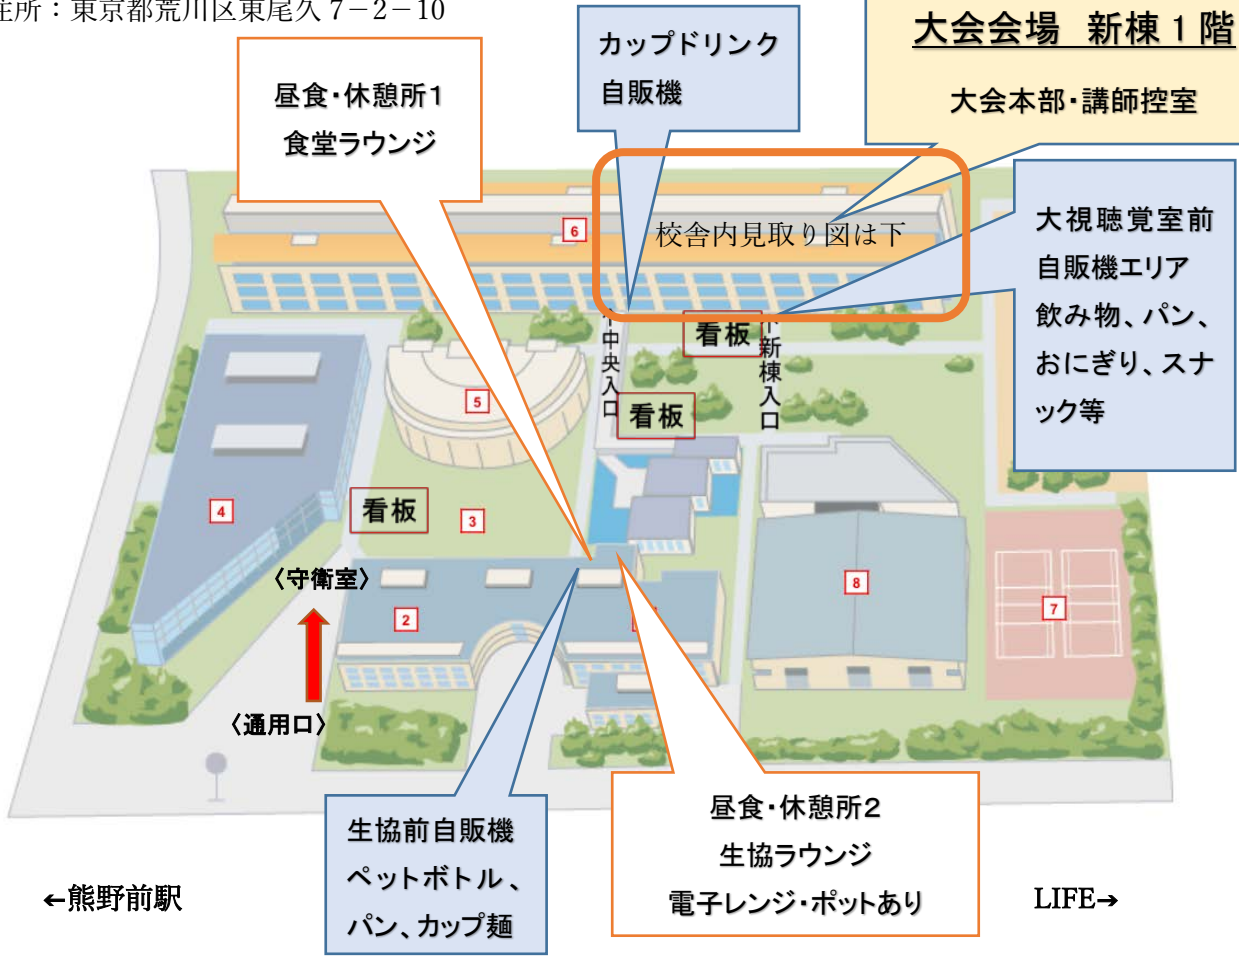 住所：東京都荒川区東尾久７－２－１０
大会会場　新棟１階
大会本部・講師控室
カップドリンク
自販機
昼食・休憩所１
食堂ラウンジ
大視聴覚室前
自販機エリア
飲み物、パン、
おにぎり、スナ
ック等
校舎内見取り図は下
6
看板
中央入口
新棟入口
看板
5
看板
4
3
〈守衛室〉
2
8
7
〈通用口〉
生協前自販機
ペットボトル、
パン、カップ麺
昼食・休憩所２
生協ラウンジ
電子レンジ・ポットあり
←熊野前駅
LIFE→